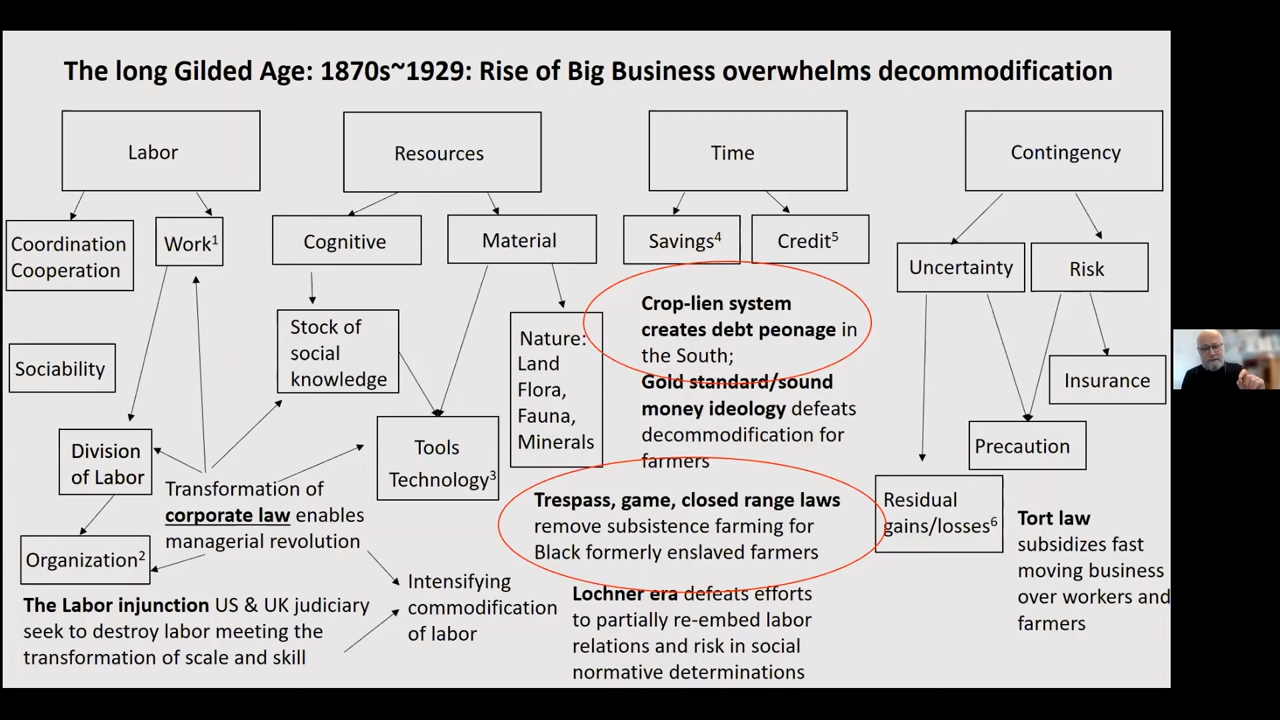 The long Gilded Age: 1870s~1929: Rise of Big Business overwhelms decommodification
Labor
Resources
Time
Contingency
Coordination
Cooperation
Work1
Cognitive
Material
Savings4
Credit5
Uncertainty
Risk
Sociability
Stock of
social
knowledge
Nature:
Land
Flora,
Fauna,
Minerals
Crop-lien system
creates debt peonage in
the South;
Gold standard/sound
money ideology defeats
decommodification for
farmers
Insurance
Division
of Labor
Tools
Technology3
Precaution
Transformation of
corporate law enables
managerial revolution
Trespass, game, closed range laws
remove subsistence farming for
Black formerly enslaved farmers
Residual
gains/losses6
Tort law
subsidizes fast
moving business
over workers and
farmers
Organization2
The Labor injunction US & UK judiciary
seek to destroy labor meeting the
transformation of scale and skill
Intensifying
commodification
of labor
Lochner era defeats efforts
to partially re-embed labor
relations and risk in social
normative determinations